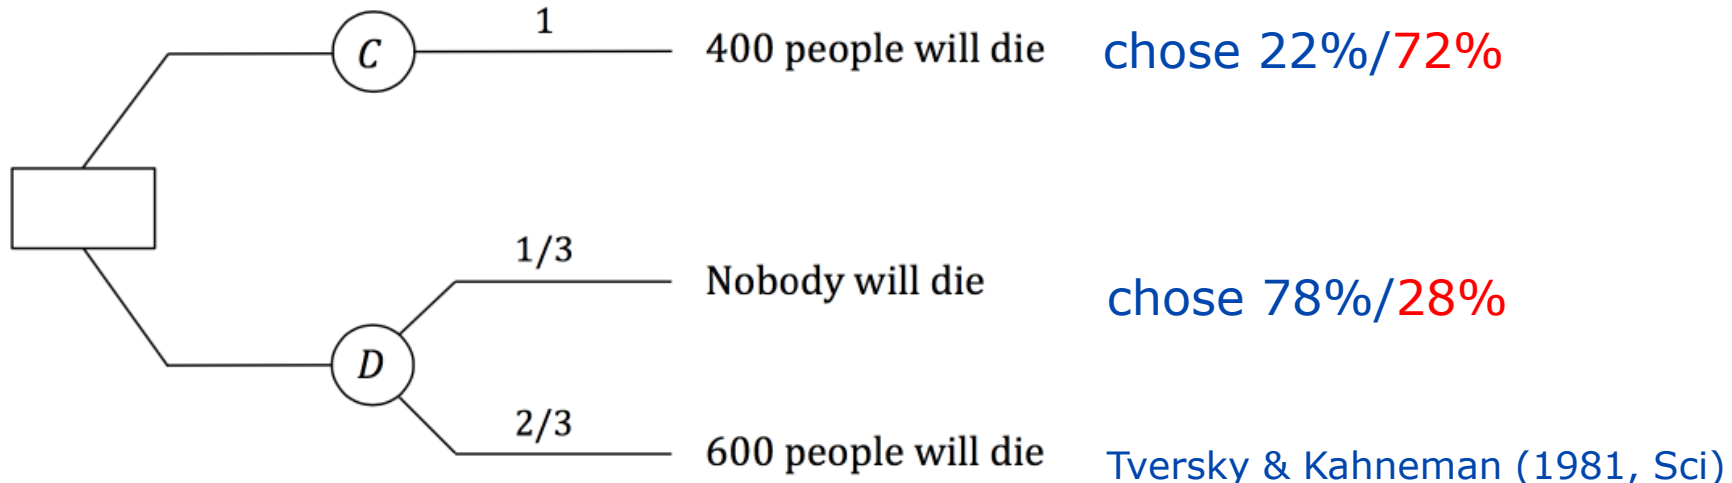 1
C 400 people will die chose 22%/72%
1/3
Nobody will die chose 78%/28%
D
2/3
600 people will die Tversky & Kahneman (1981, Sci)